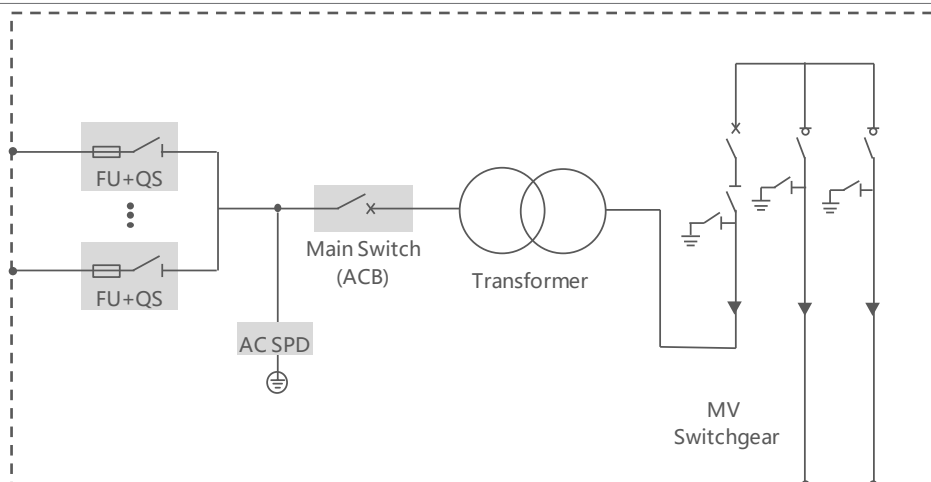 FU+QS
FU+QS
Main Switch
(ACB)
Transformer
AC SPD
MV
Switchgear